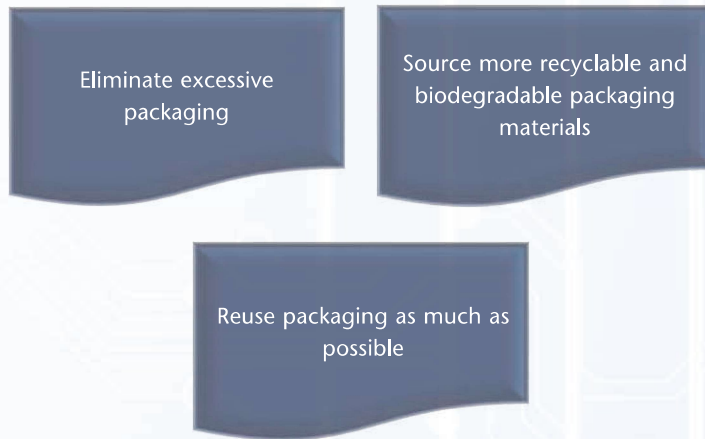 Eliminate excessive
packaging
Source more recyclable and
biodegradable packaging
materials
Reuse packaging as much as
possible